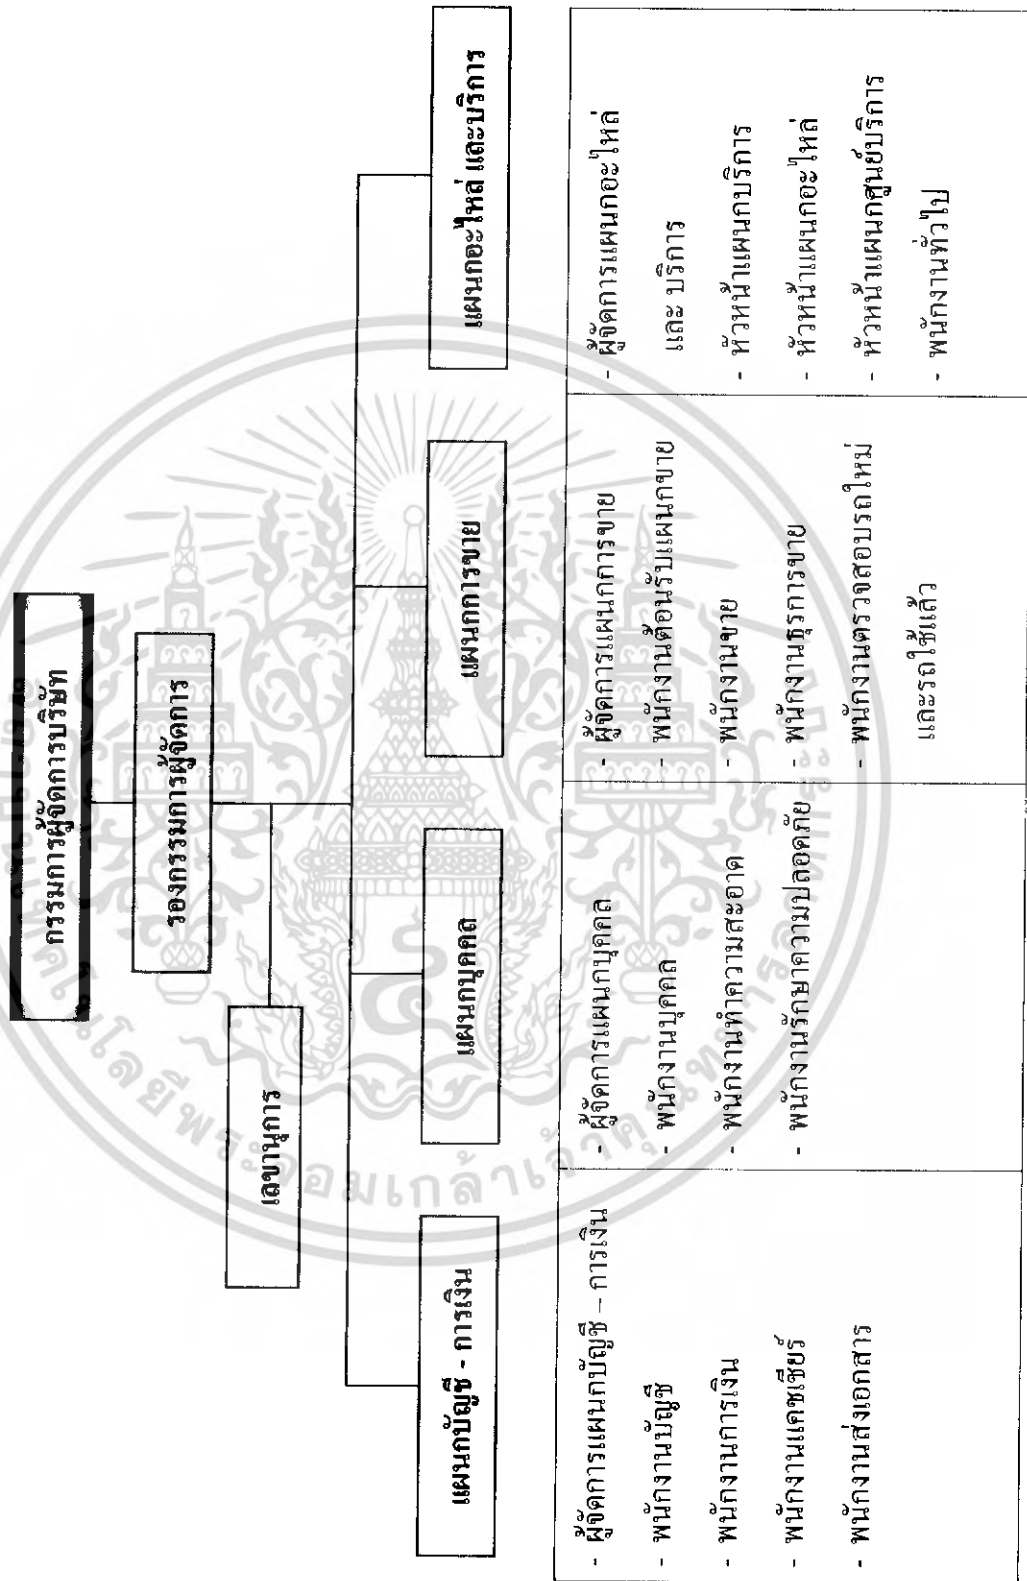 กรรมการผู้จัดการบริษัท
รองกรรมการผู้จัดการ
เลขานุการ
แผนกบัญชี - การเงิน
แผนกบุคคล
แผนกการขาย
แผนกอะไหล่ และบริการ
- ผู้จัดการแผนกบัญชี – การเงิน
- พนักงานบัญชี
- พนักงานการเงิน
- พนักงานแคชเชียร์
- พนักงานส่งเอกสาร
- ผู้จัดการแผนกบุคคล
- พนักงานบุคคล
- พนักงานทำความสะอาด
- พนักงานรักษาความปลอดภัย
- ผู้จัดการแผนกการขาย
- พนักงานต้อนรับแผนกขาย
- พนักงานขาย
- พนักงานธุรการขาย
- พนักงานตรวจสอบรถใหม่
และรถใช้แล้ว
- ผู้จัดการแผนกอะไหล่
และ บริการ
- หัวหน้าแผนกบริการ
- หัวหน้าแผนกอะไหล่
- หัวหน้าแผนกศูนย์บริการ
- พนักงานทั่วไป